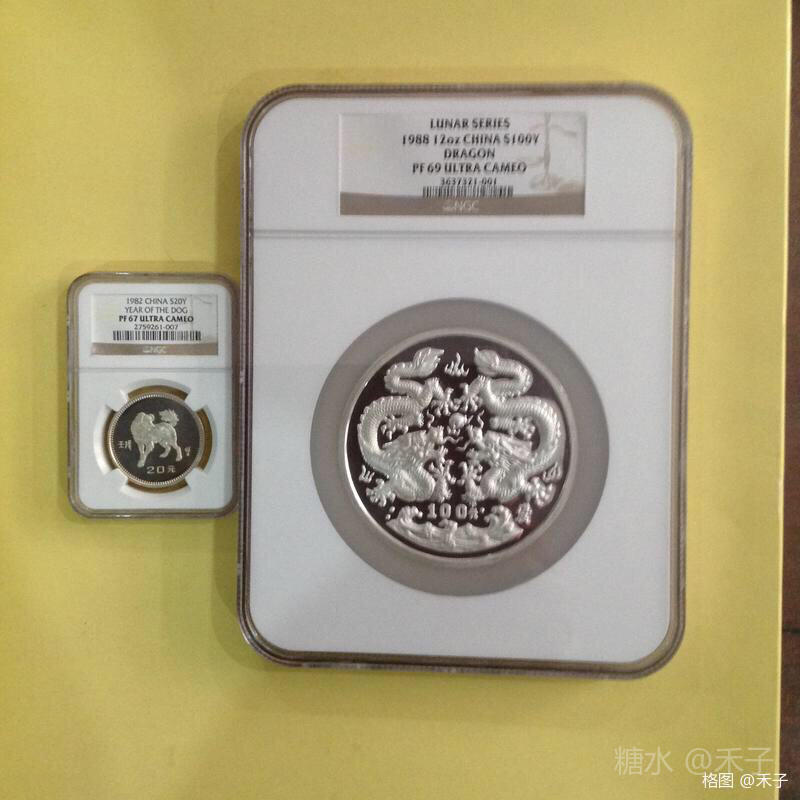 LUNAR SERIES
1988 12oz CHINA S100Y
DRAGON
PF 69 ULTRA CAMEO
3637321-001
NGC
1982 CHINA S20Y
YEAR OF THE DOG
PF 67 ULTRA CAMEO
2759261-007
NGC
壬戌
20元
100元
糖水 @禾子
格图 @禾子